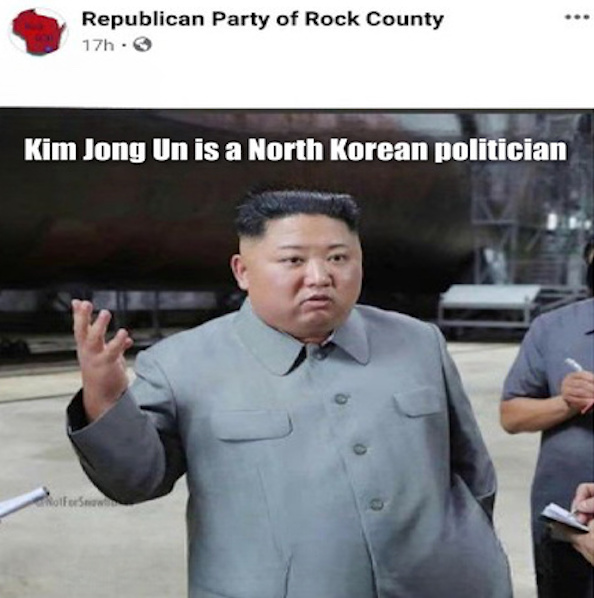 Republican Party of Rock County
17h ·
Kim Jong Un is a North Korean politician